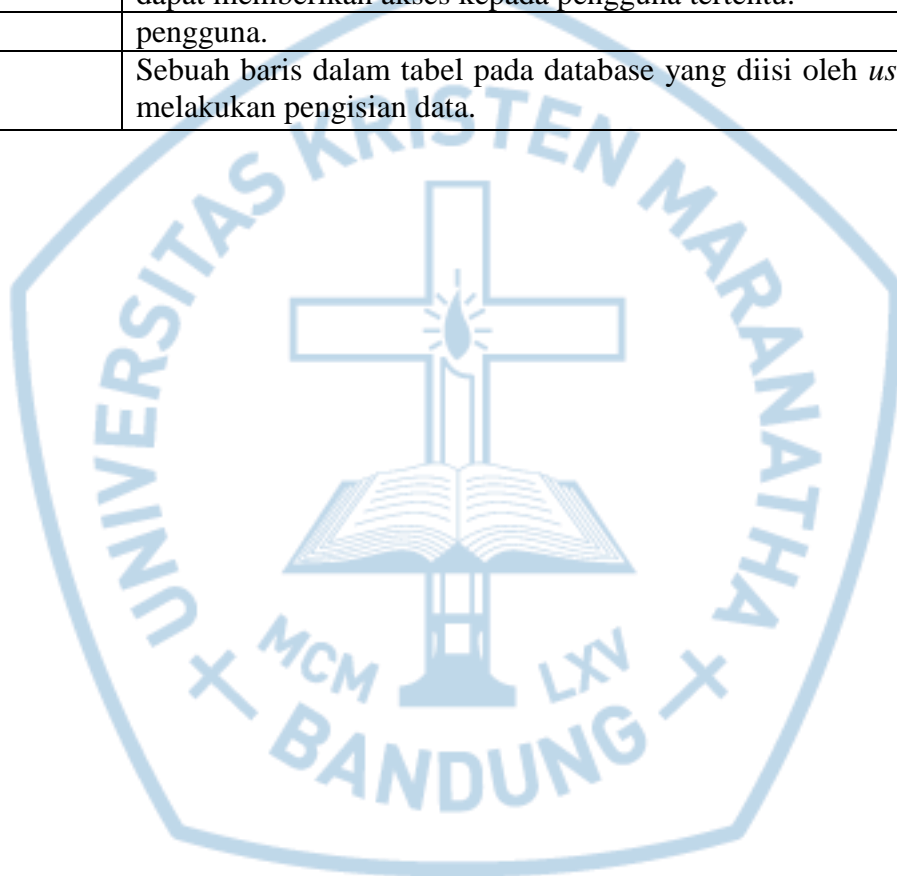 dapat memberikan akses kepada pengguna tertentu.
pengguna.
Sebuah baris dalam tabel pada database yang diisi oleh
melakukan pengisian data.
UNIVERSITAS KRISTEN MARANATHA
MCM LXV
BANDUNG